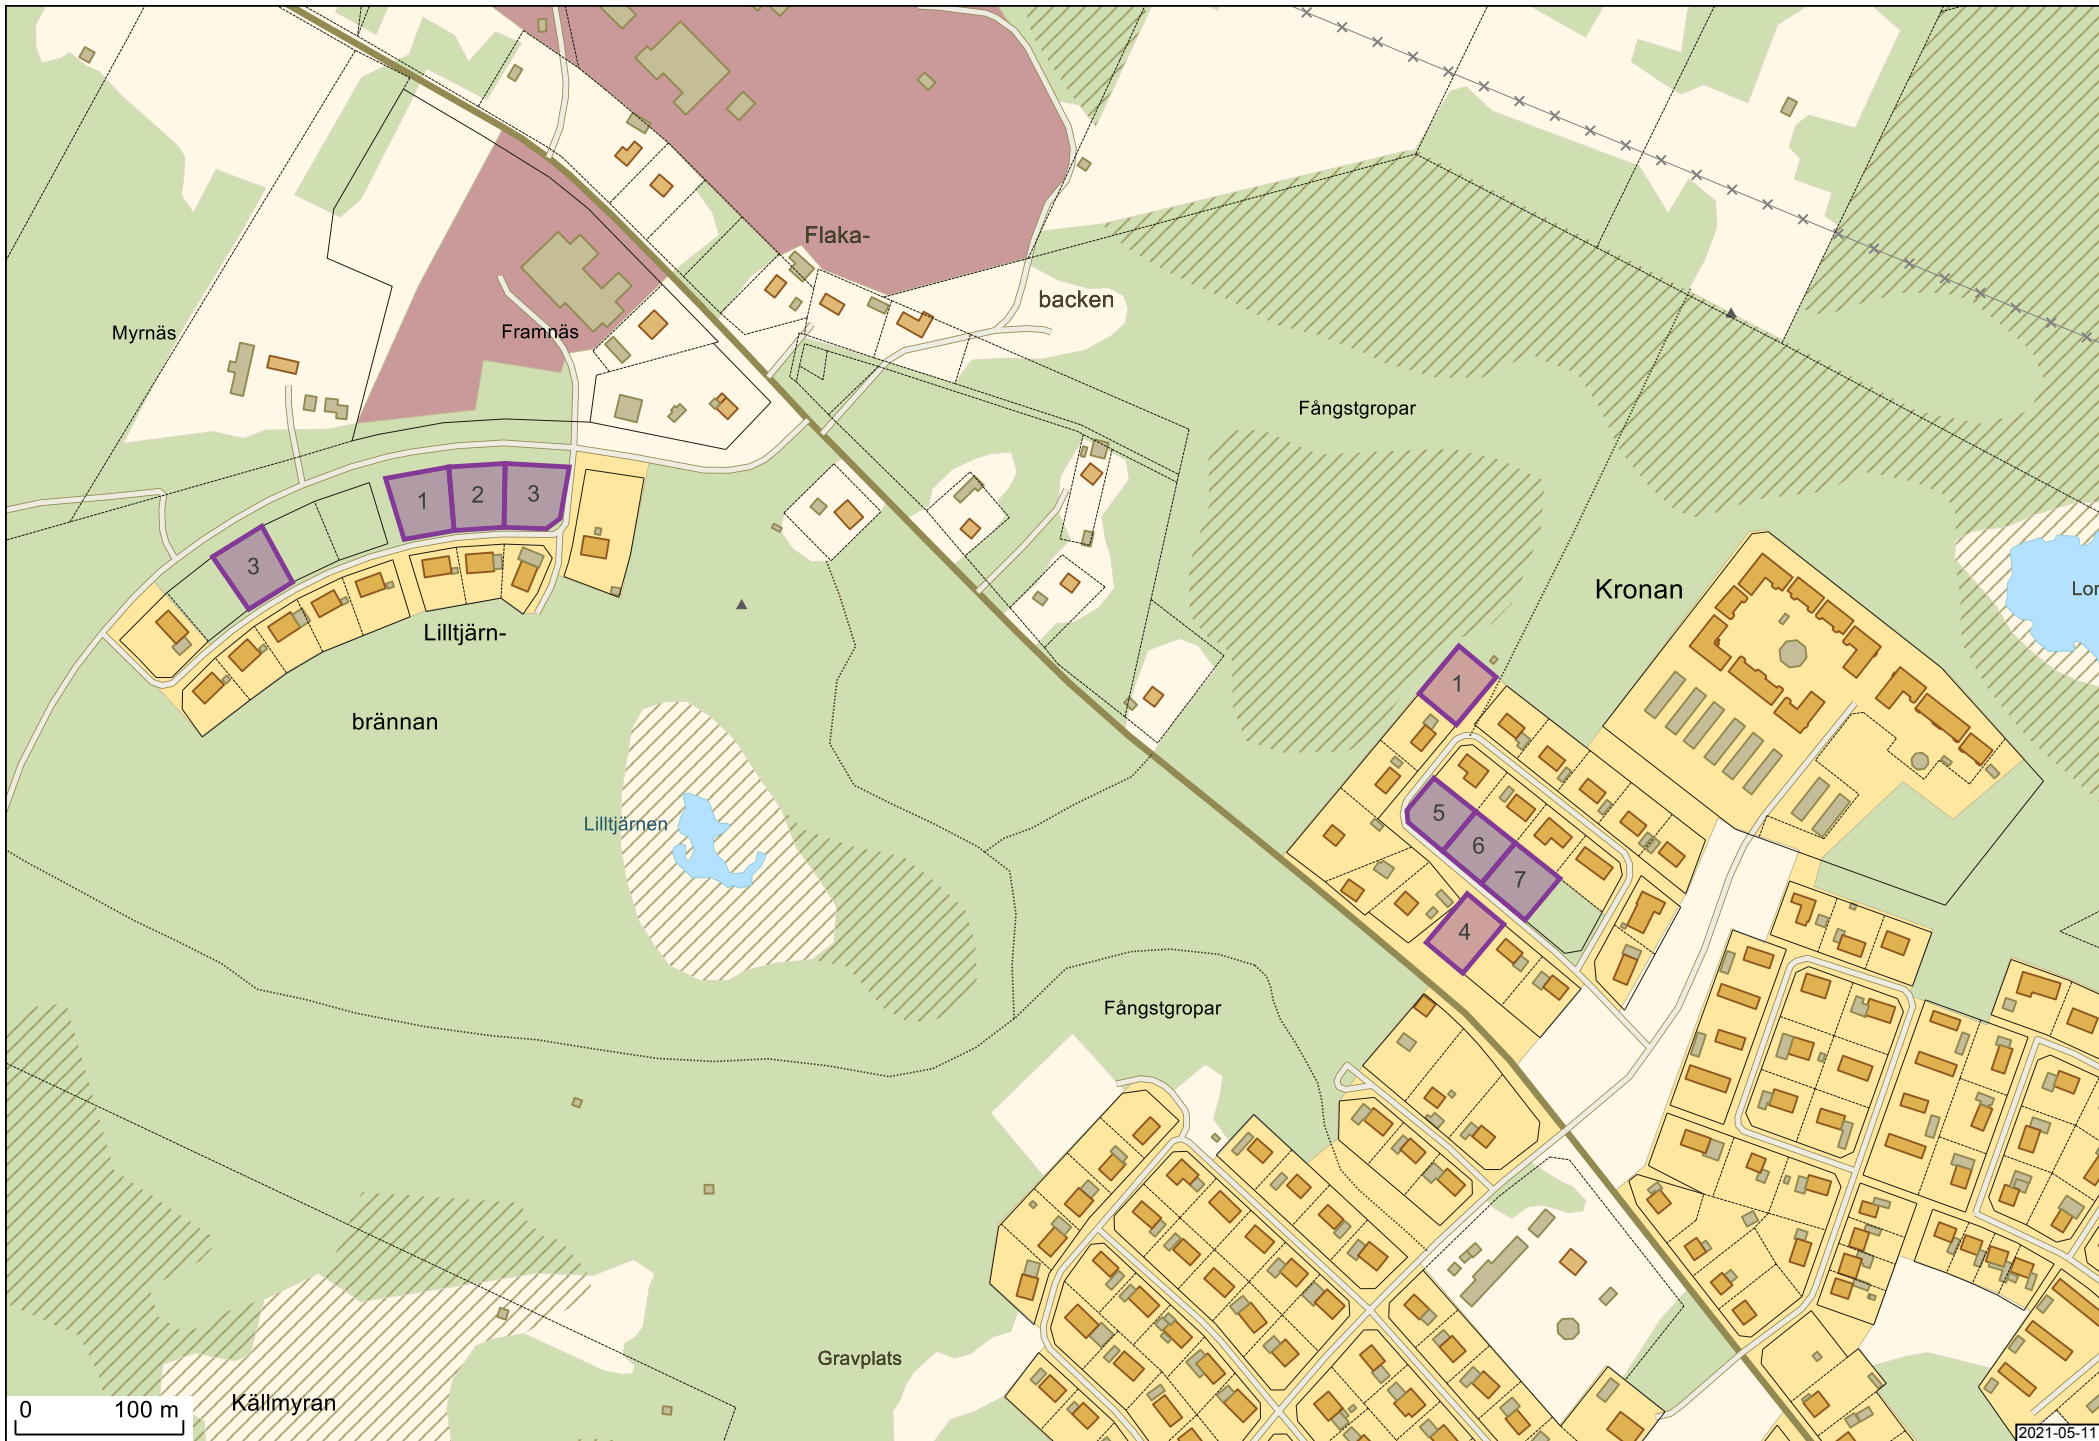 Flaka-
backen
Myrnäs
Framnäs
Fångstgropar
1
2
3
3
Kronan
Lor
Lilltjärn-
brännan
1
Lilltjärnen
5
6
7
4
Fångstgropar
Gravplats
Källmyran
0 100 m
2021-05-11